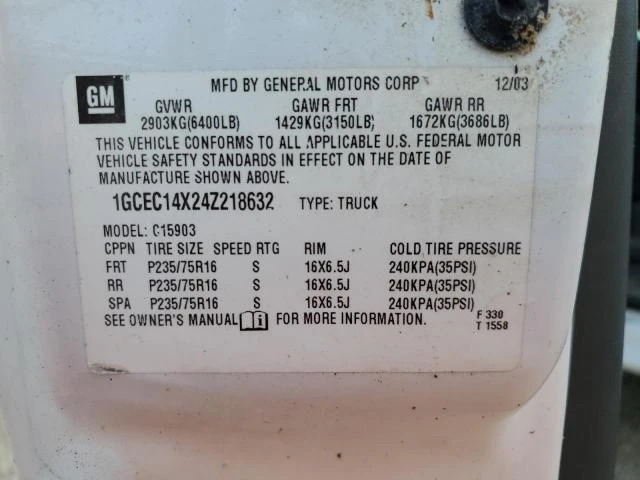 GM
MFD BY GENERAL MOTORS CORP 12/03
GVWR GAWR FRT GAWR RR
2903KG(6400LB) 1429KG(3150LB) 1672KG(3686LB)
THIS VEHICLE CONFORMS TO ALL APPLICABLE U.S. FEDERAL MOTOR
VEHICLE SAFETY STANDARDS IN EFFECT ON THE DATE OF
MANUFACTURE SHOWN ABOVE.
1GCEC14X24Z218632 TYPE: TRUCK
MODEL: C15903
CPPN TIRE SIZE SPEED RTG RIM COLD TIRE PRESSURE
FRT P235/75R16 S 16X6.5J 240KPA(35PSI)
RR P235/75R16 S 16X6.5J 240KPA(35PSI)
SPA P235/75R16 S 16X6.5J 240KPA(35PSI)
SEE OWNER'S MANUAL i FOR MORE INFORMATION.
F 330
T 1558